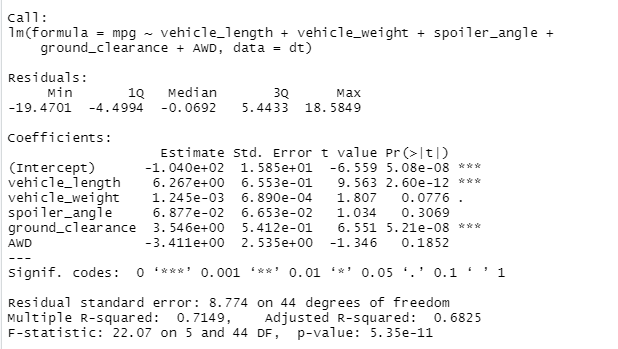 Call:
lm(formula = mpg ~ vehicle_length + vehicle_weight + spoiler_angle +
    ground_clearance + AWD, data = dt)

Residuals:
     Min       1Q   Median       3Q      Max
-19.4701  -4.4994  -0.0692   5.4433  18.5849

Coefficients:
                   Estimate Std. Error t value Pr(>|t|)
(Intercept)      -1.040e+02  1.585e+01  -6.559 5.08e-08 ***
vehicle_length    6.267e+00  6.553e-01   9.563 2.60e-12 ***
vehicle_weight    1.245e-03  6.890e-04   1.807   0.0776 .
spoiler_angle     6.877e-02  6.653e-02   1.034   0.3069
ground_clearance  3.546e+00  5.412e-01   6.551 5.21e-08 ***
AWD              -3.411e+00  2.535e+00  -1.346   0.1852
---
Signif. codes:  0 ‘***’ 0.001 ‘**’ 0.01 ‘*’ 0.05 ‘.’ 0.1 ‘ ’ 1

Residual standard error: 8.774 on 44 degrees of freedom
Multiple R-squared:  0.7149,    Adjusted R-squared:  0.6825
F-statistic: 22.07 on 5 and 44 DF,  p-value: 5.35e-11